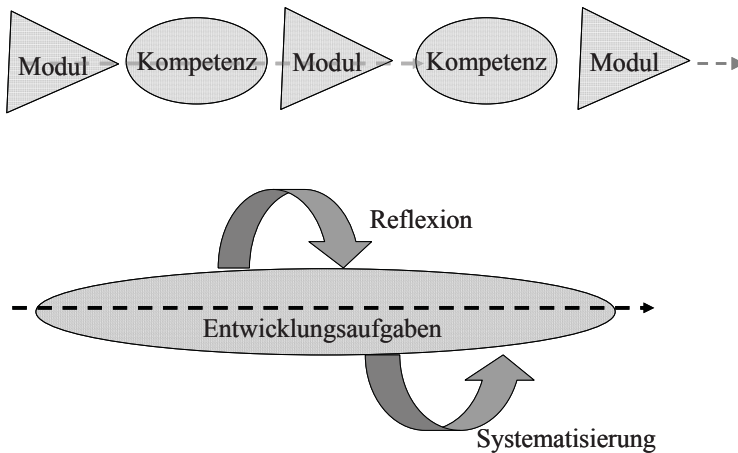 Modul Kompetenz Modul Kompetenz Modul
Reflexion
Entwicklungsaufgaben
Systematisierung